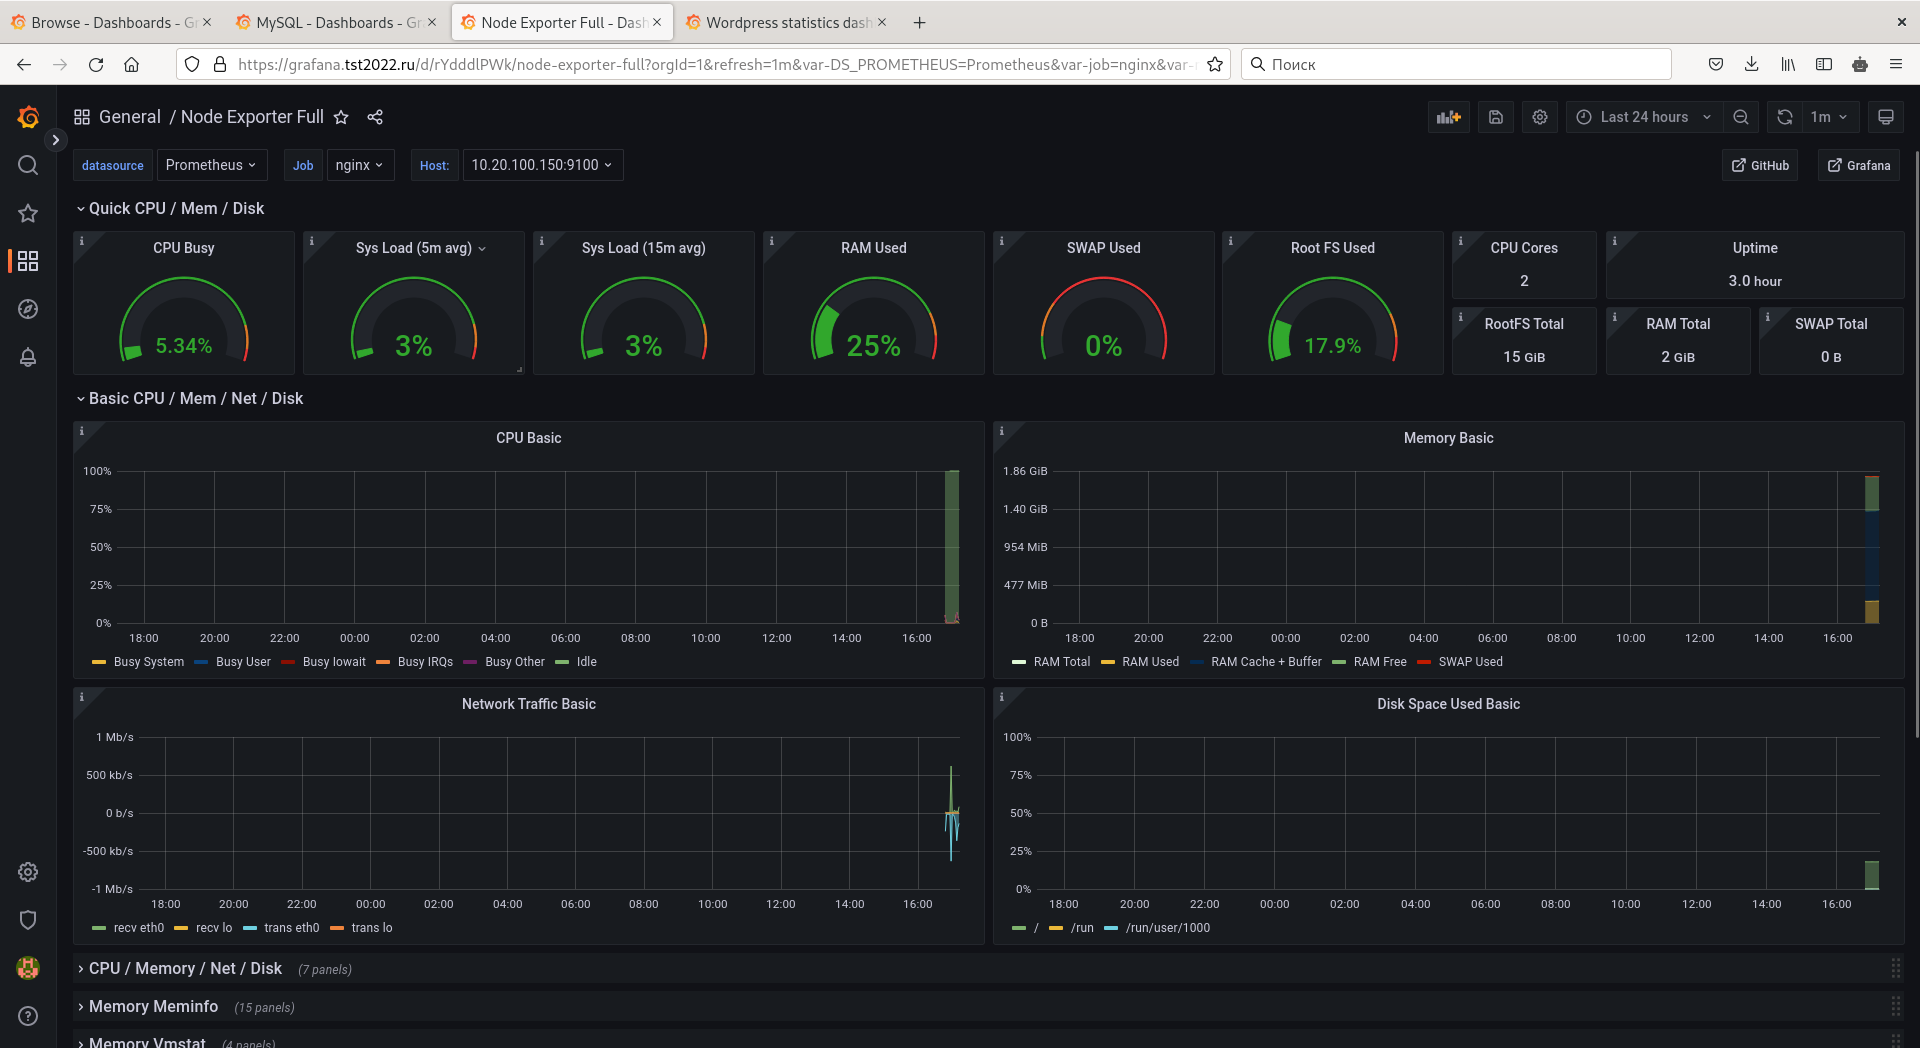 Browse - Dashboards - Gr
MySQL - Dashboards - Gr
Node Exporter Full - Dash
Wordpress statistics dash
https://grafana.tst2022.ru/d/rYdddlPWk/node-exporter-full?orgId=1&refresh=1m&var-DS_PROMETHEUS=Prometheus&var-job=nginx&var-
Поиск
General / Node Exporter Full
Last 24 hours
1m
datasource Prometheus Job nginx Host: 10.20.100.150:9100
GitHub Grafana
Quick CPU / Mem / Disk
CPU Busy
5.34%
Sys Load (5m avg)
3%
Sys Load (15m avg)
3%
RAM Used
25%
SWAP Used
0%
Root FS Used
17.9%
CPU Cores
2
Uptime
3.0 hour
RootFS Total
15 GiB
RAM Total
2 GiB
SWAP Total
0 B
Basic CPU / Mem / Net / Disk
CPU Basic
100%
75%
50%
25%
0%
18:00 20:00 22:00 00:00 02:00 04:00 06:00 08:00 10:00 12:00 14:00 16:00
Busy System Busy User Busy Iowait Busy IRQs Busy Other Idle
Memory Basic
1.86 GiB
1.40 GiB
954 MiB
477 MiB
0 B
18:00 20:00 22:00 00:00 02:00 04:00 06:00 08:00 10:00 12:00 14:00 16:00
RAM Total RAM Used RAM Cache + Buffer RAM Free SWAP Used
Network Traffic Basic
1 Mb/s
500 kb/s
0 b/s
-500 kb/s
-1 Mb/s
18:00 20:00 22:00 00:00 02:00 04:00 06:00 08:00 10:00 12:00 14:00 16:00
recv eth0 recv lo trans eth0 trans lo
Disk Space Used Basic
100%
75%
50%
25%
0%
18:00 20:00 22:00 00:00 02:00 04:00 06:00 08:00 10:00 12:00 14:00 16:00
/ /run /run/user/1000
CPU / Memory / Net / Disk (7 panels)
Memory Meminfo (15 panels)
Memory Vmstat (4 panels)